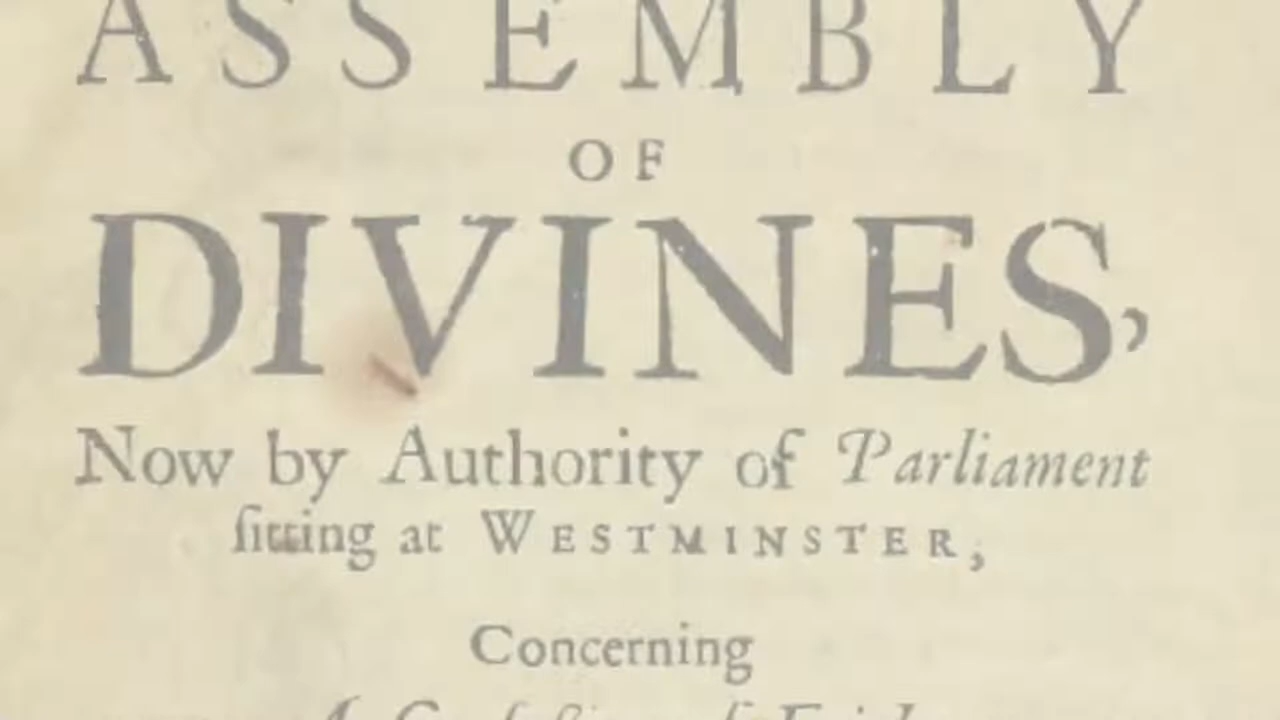 ASSEMBLY
OF
DIVINES,
Now by Authority of Parliament
ſitting at WESTMINSTER,
Concerning